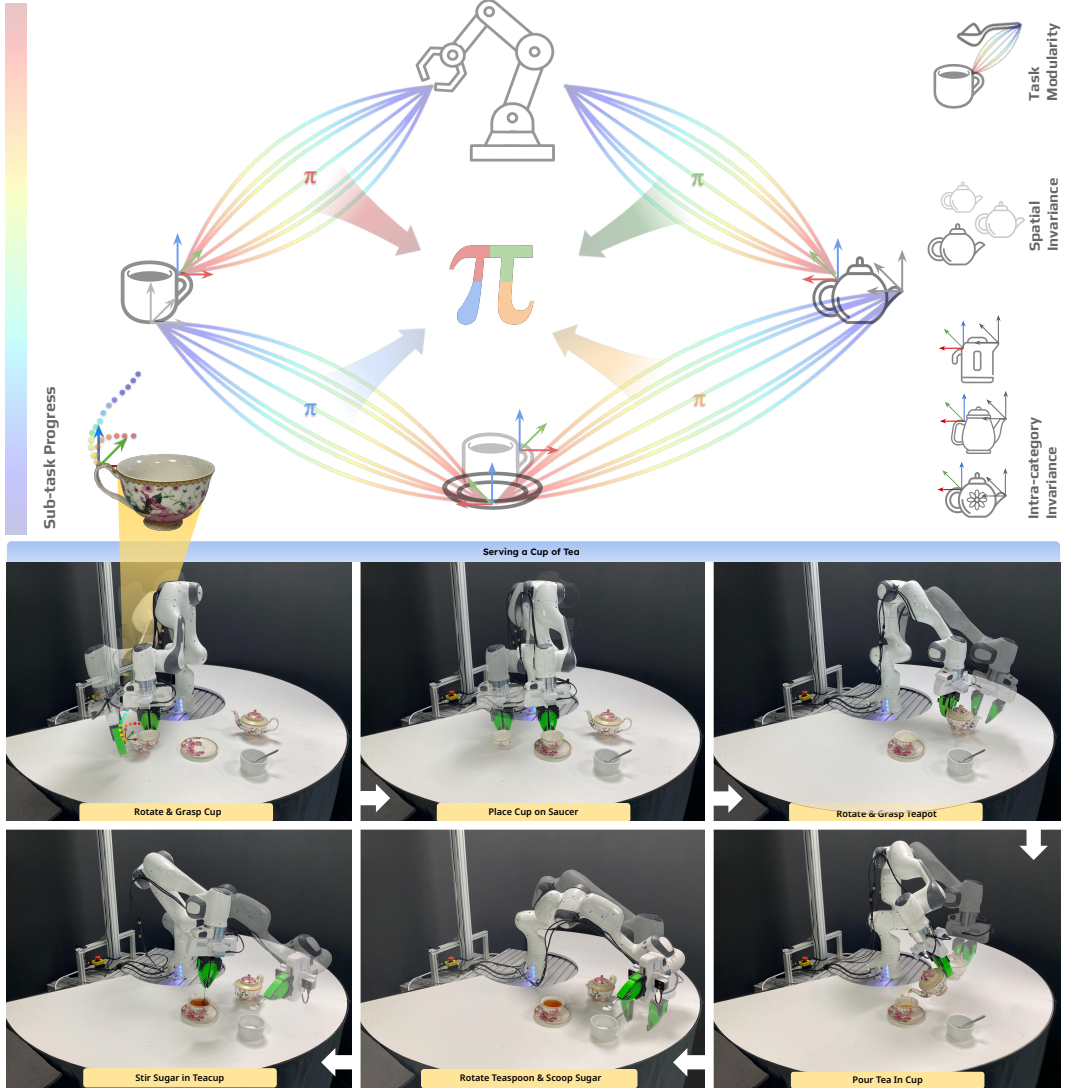 Task
Modularity
π
π
π
Spatial
Invariance
π
π
Sub-task Progress
Intra-category
Invariance
Serving a Cup of Tea
Rotate & Grasp Cup
Place Cup on Saucer
Rotate & Grasp Teapot
Stir Sugar in Teacup
Rotate Teaspoon & Scoop Sugar
Pour Tea In Cup